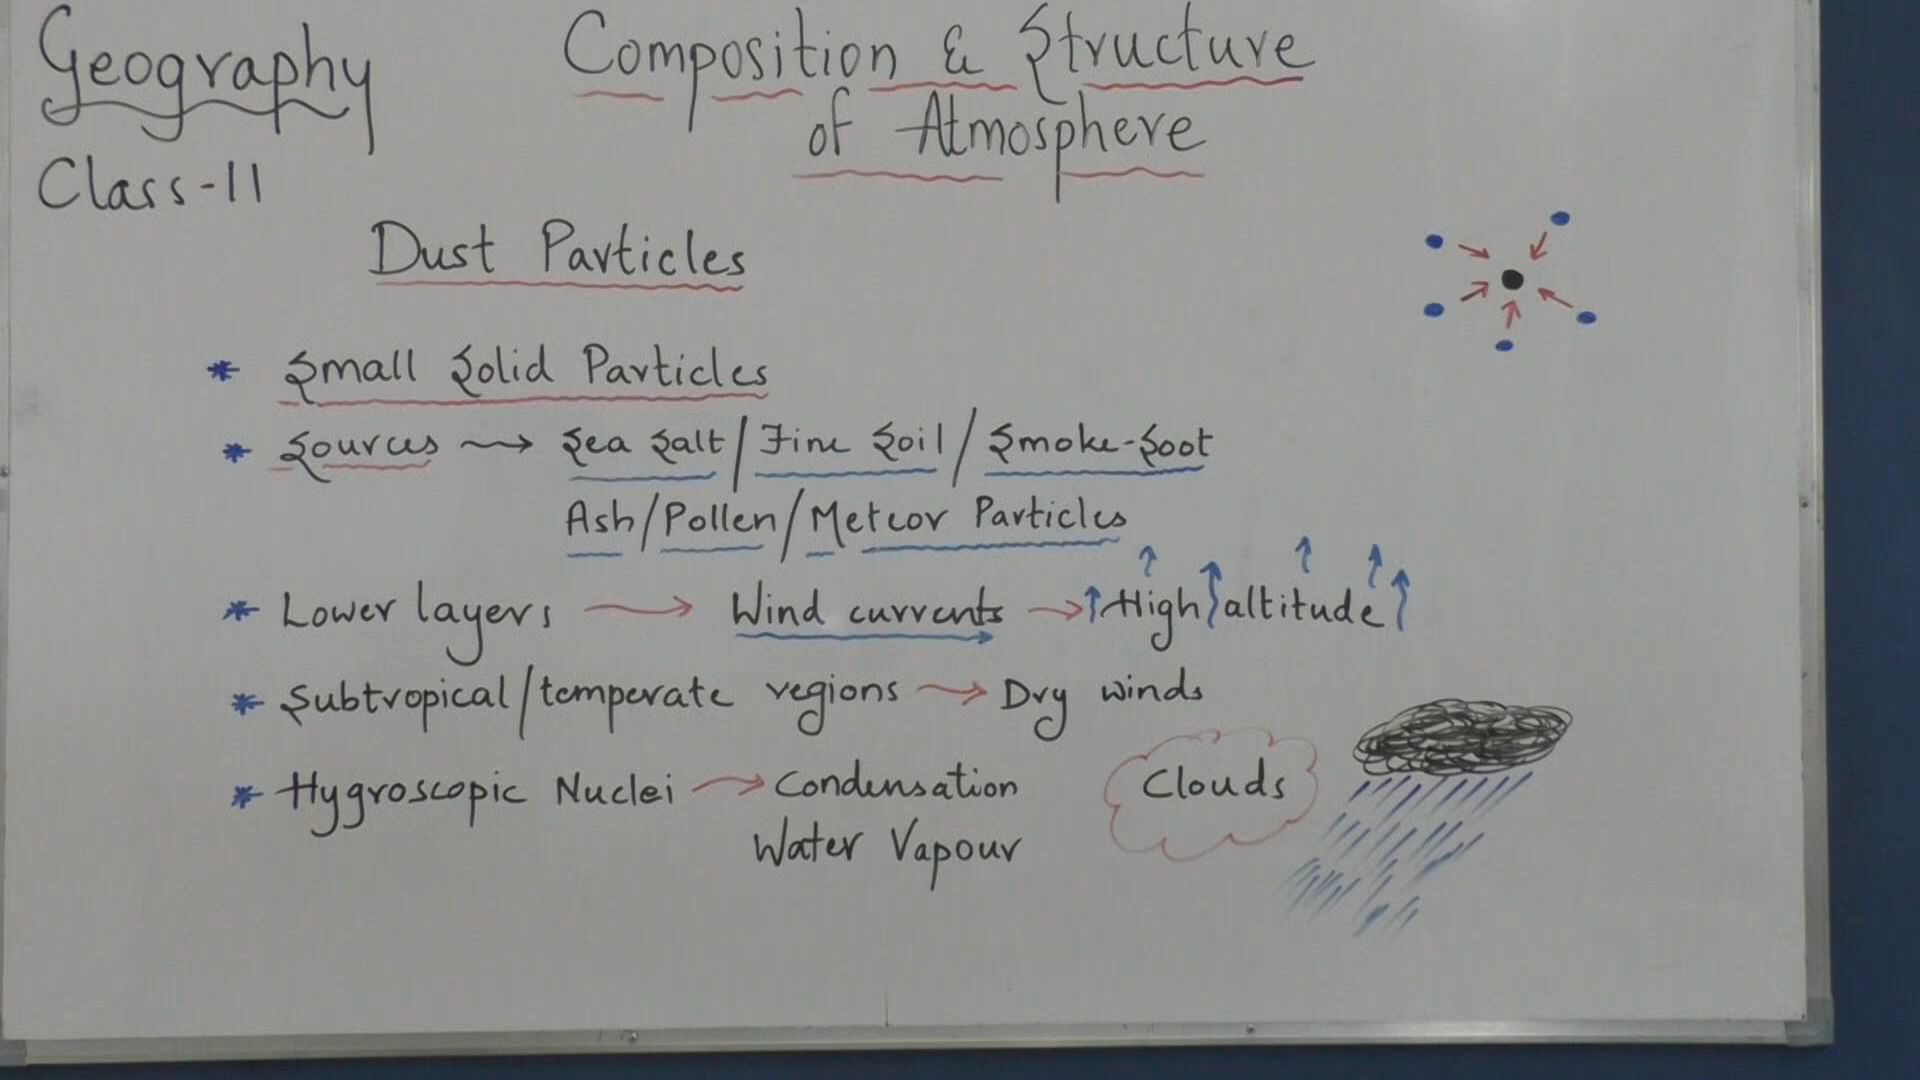 Geography
Class-11
Composition & Structure
of Atmosphere
Dust Particles
* Small Solid Particles
* Sources → Sea Salt/Fine Soil/Smoke-Soot
Ash/Pollen/Meteor Particles
* Lower layers → Wind currents → ↑High↑altitude↑
* Subtropical/temperate regions → Dry winds
* Hygroscopic Nuclei → Condensation
Water Vapour
Clouds